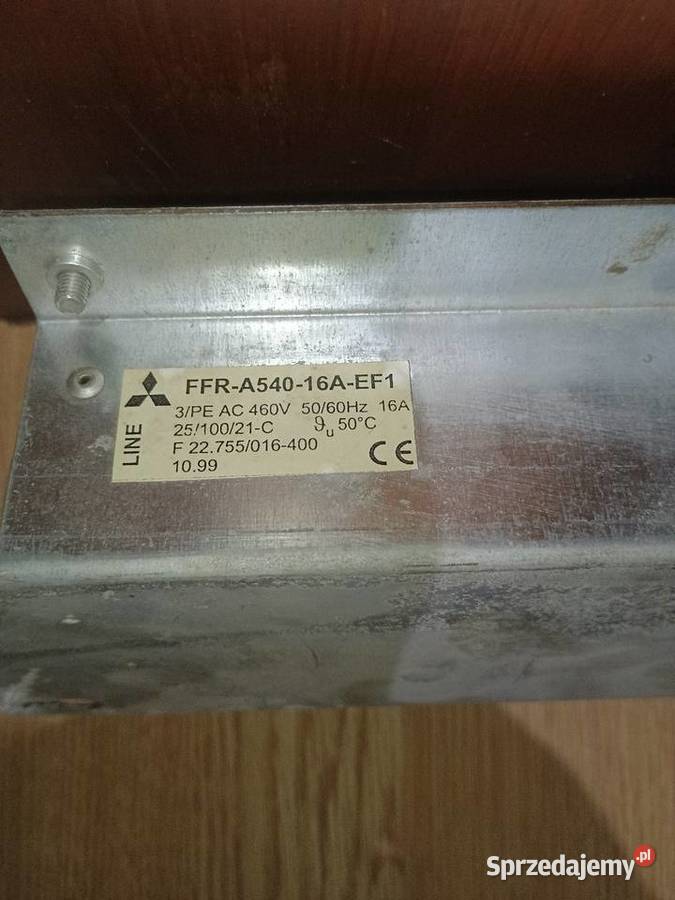 FFR-A540-16A-EF1
3/PE AC 460V 50/60Hz 16A
25/100/21-C ϑu 50°C
F 22.755/016-400
10.99
CE
LINE
Sprzedajemy.pl